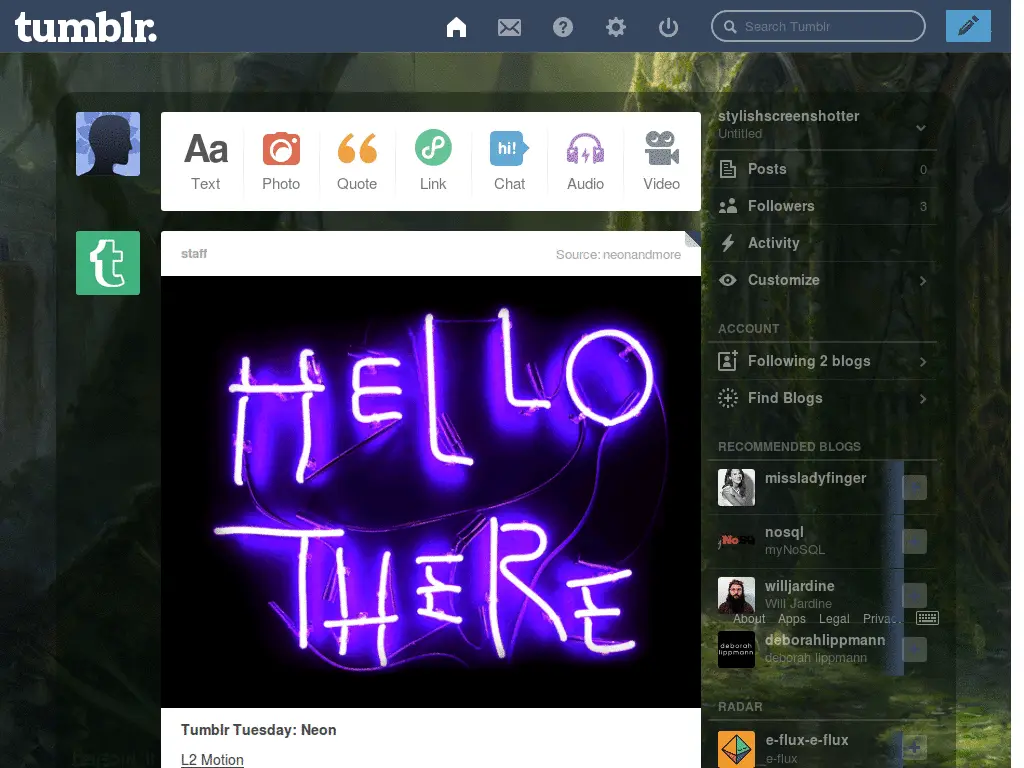 tumblr.
Search Tumblr
Text
Photo
Quote
Link
hi!
Chat
Audio
Video
Aa
staff
Source: neonandmore
HELLO
THERE
Tumblr Tuesday: Neon
L2 Motion
stylishscreenshotter
Untitled
Posts 0
Followers 3
Activity
Customize
ACCOUNT
Following 2 blogs
Find Blogs
RECOMMENDED BLOGS
missladyfinger
nosql
myNoSQL
willjardine
Will Jardine
About Apps Legal
deborahlippmann
deborah lippmann
deborah
lippmann
RADAR
e-flux-e-flux
e-flux